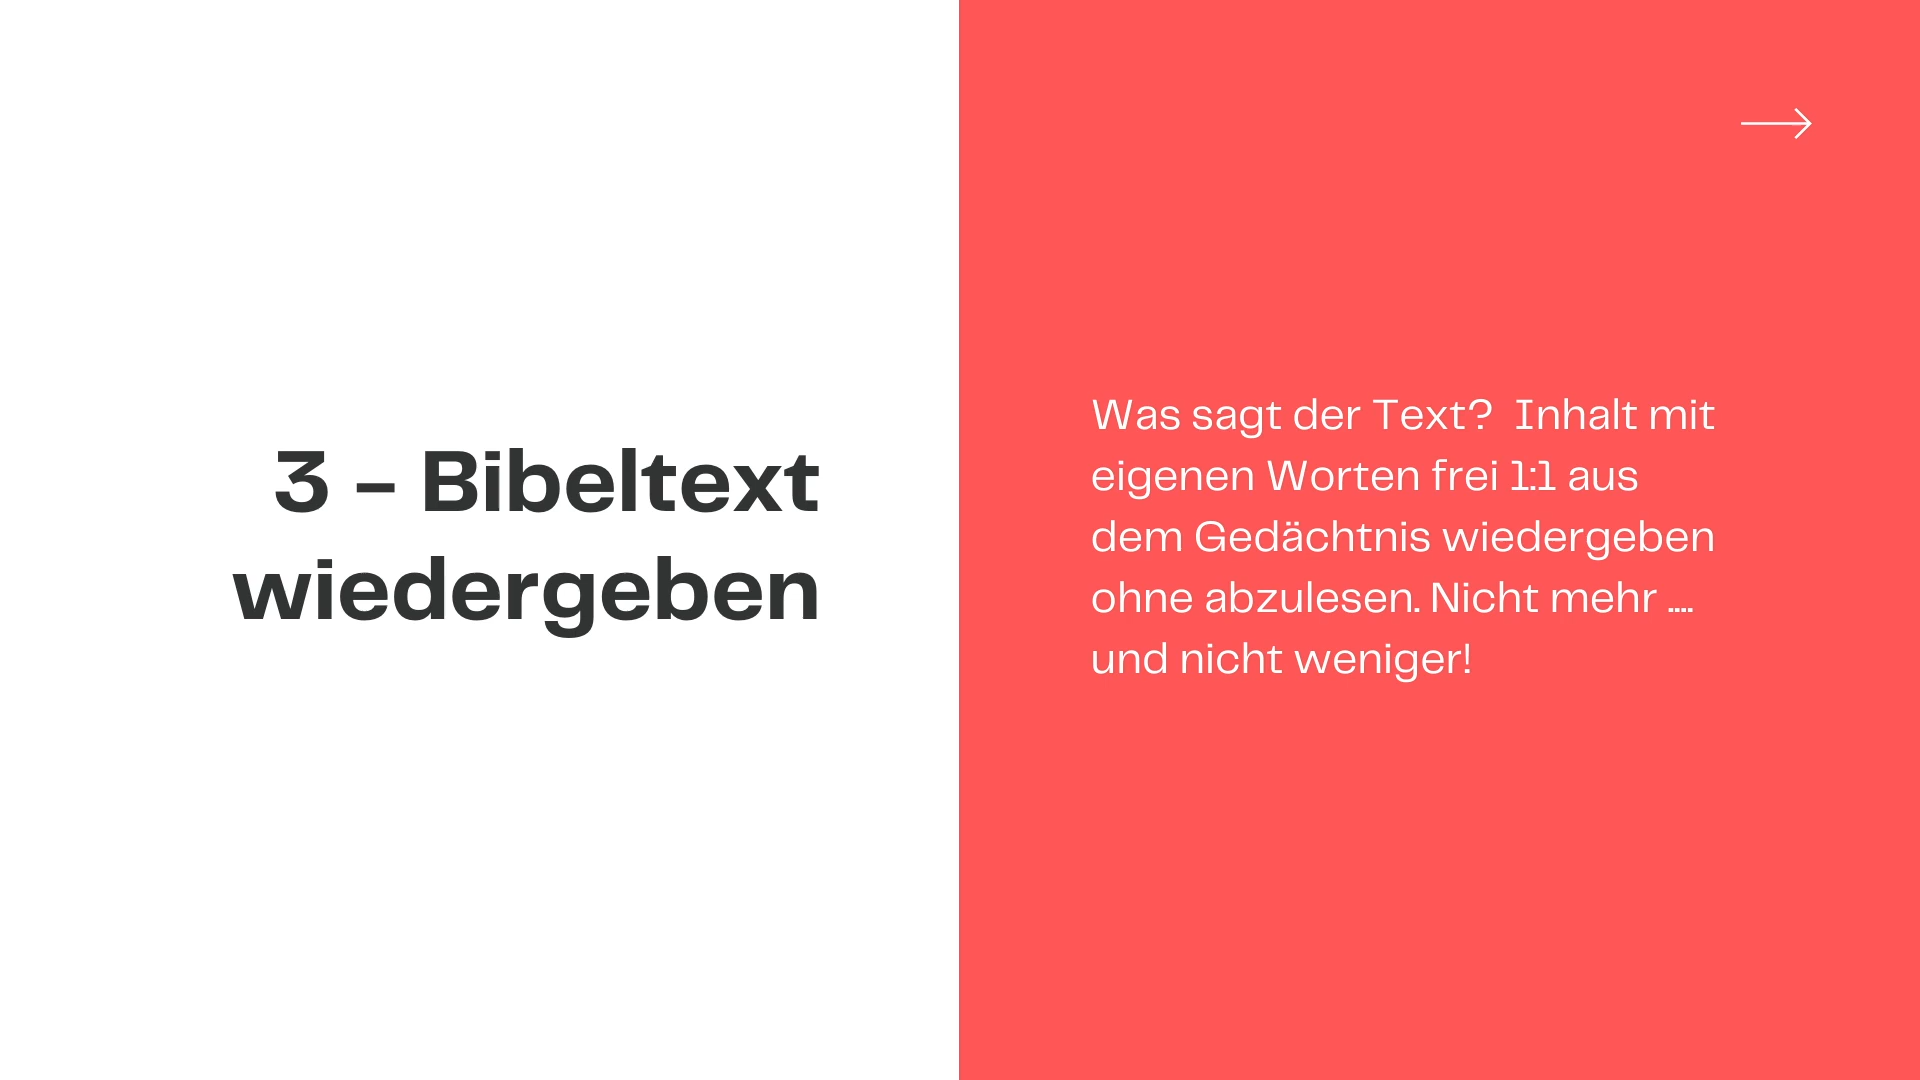 3 – Bibeltext
wiedergeben
Was sagt der Text?  Inhalt mit
eigenen Worten frei 1:1 aus
dem Gedächtnis wiedergeben
ohne abzulesen. Nicht mehr ....
und nicht weniger!